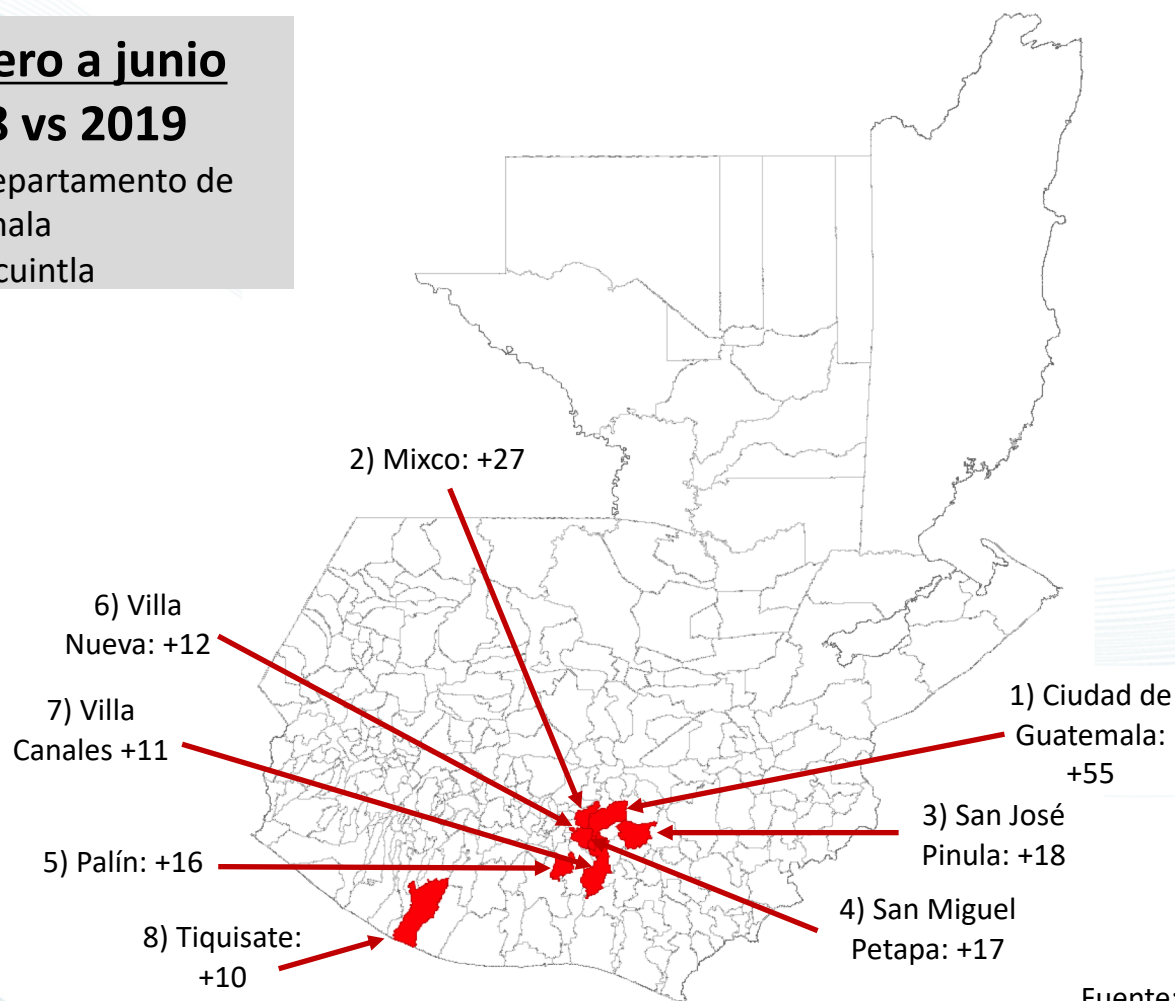 ero a junio
vs 2019
epartamento de
nala
cuintla
2) Mixco: +27
6) Villa
Nueva: +12
7) Villa
Canales +11
1) Ciudad de
Guatemala:
+55
3) San José
Pinula: +18
5) Palín: +16
4) San Miguel
Petapa: +17
8) Tiquisate:
+10
Fuente: